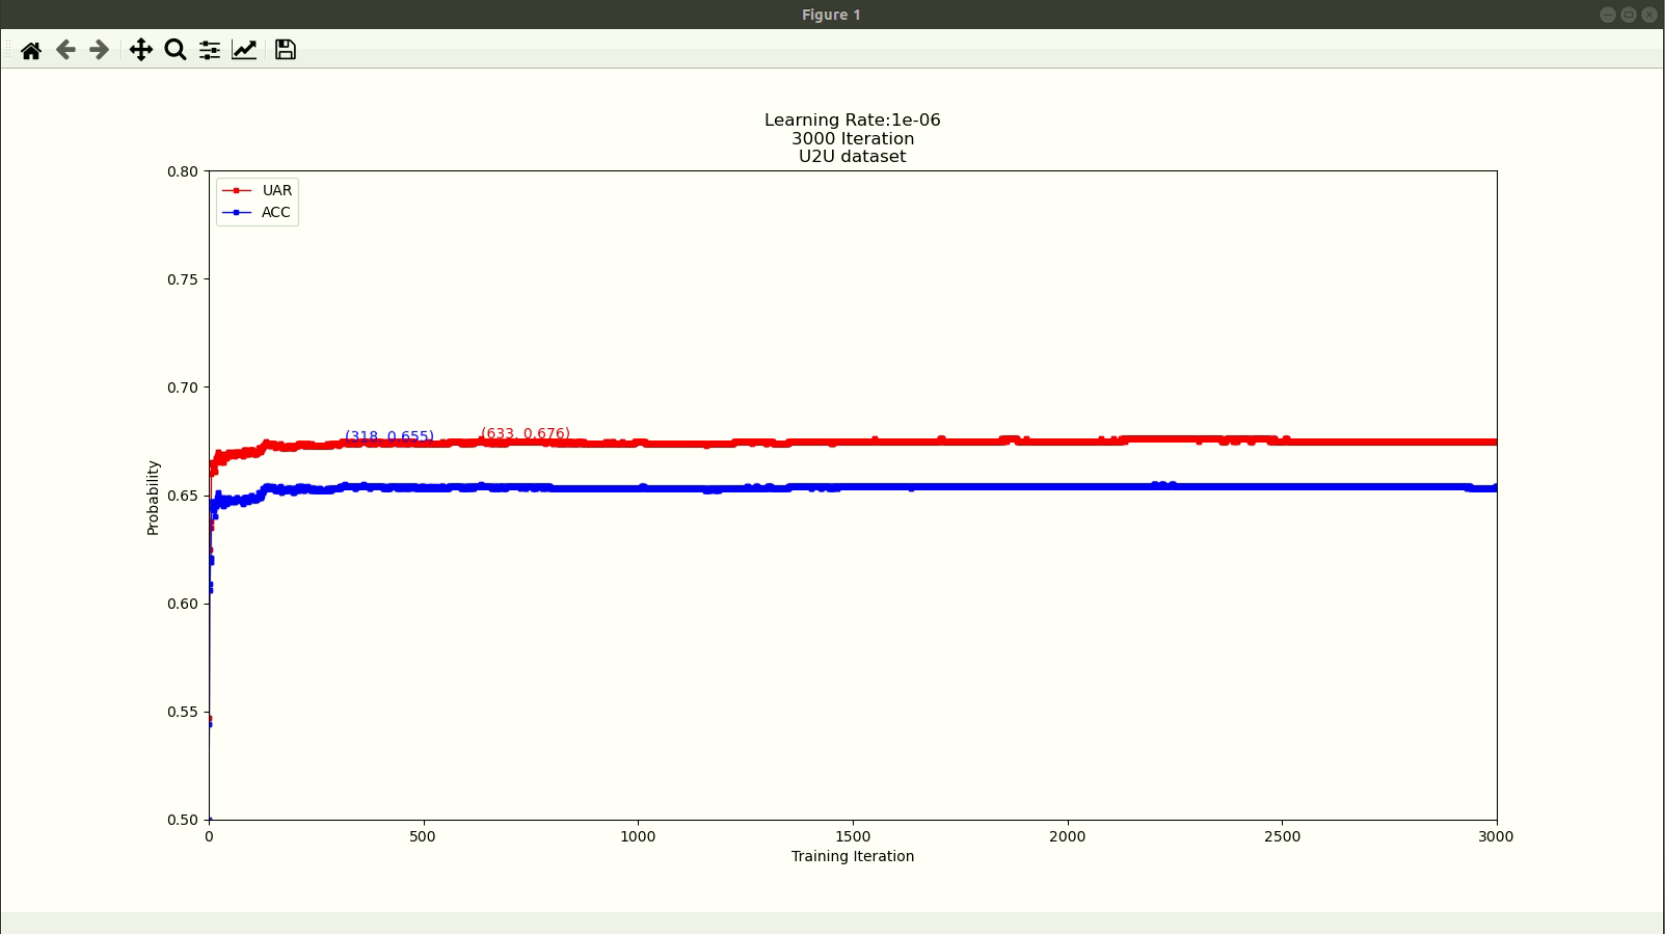 Figure 1
Learning Rate:1e-06
3000 Iteration
U2U dataset
UAR
ACC
0.80
0.75
0.70
0.65
0.60
0.55
0.50
Probability
(318, 0.655)
(633, 0.676)
0
500
1000
1500
2000
2500
3000
Training Iteration